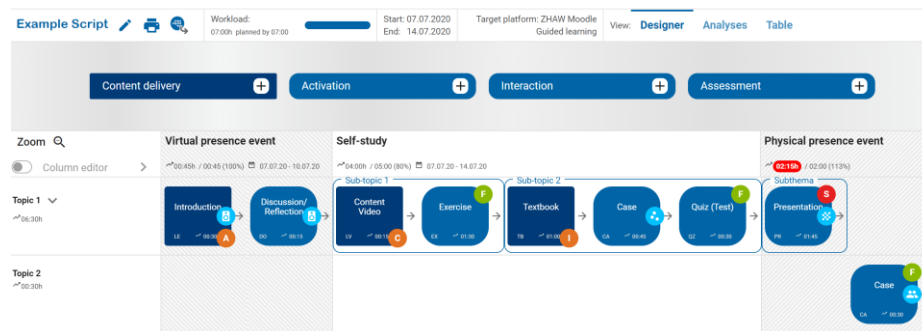 Example Script
Workload:
07:00h planned by 07:00
Start: 07.07.2020
End: 14.07.2020
Target platform: ZHAW Moodle
Guided learning
View: Designer Analyses Table
Content delivery
Activation
Interaction
Assessment
Zoom
Virtual presence event
Self-study
Physical presence event
Column editor
00:45h / 00:45 (100%) 07.07.20 - 10.07.20
04:00h / 05:00 (80%) 07.07.20 - 14.07.20
02:15h / 02:00 (113%)
Sub-topic 1
Sub-topic 2
Subthema
Topic 1
06:30h
Introduction
LE 00:30
A
Discussion/
Reflection
DO 00:15
Content
Video
LV 00:15
C
Exercise
F
EX 01:30
Textbook
TB 01:00
I
Case
CA 00:45
Quiz (Test)
F
QZ 00:30
Presentation
S
PR 01:45
Topic 2
00:30h
Case
F
CA 00:30